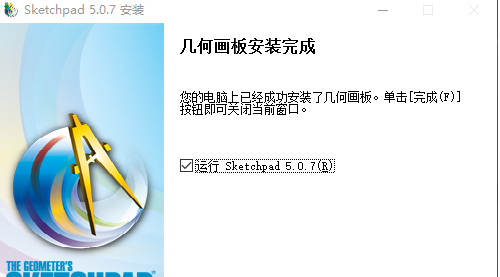 Sketchpad 5.0.7 安装
几何画板安装完成
您的电脑上已经成功安装了几何画板。单击[完成(F)]
按钮即可关闭当前窗口。
运行 Sketchpad 5.0.7(R)
THE GEOMETER'S
SKETCHPAD